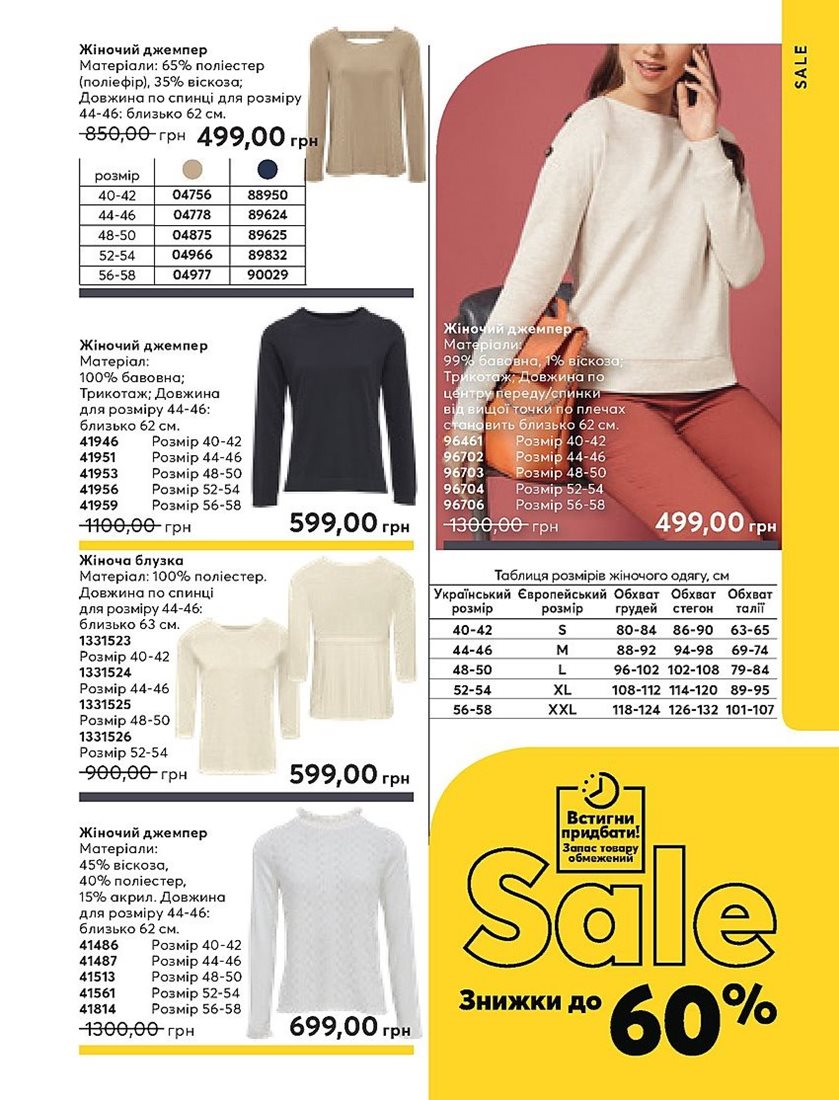 SALE
Жіночий джемпер
Матеріали: 65% поліестер
(поліефір), 35% віскоза;
Довжина по спинці для розміру
44-46: близько 62 см.
850,00 грн 499,00 грн
розмір
40-42 04756 88950
44-46 04778 89624
48-50 04875 89625
52-54 04966 89832
56-58 04977 90029
Жіночий джемпер
Матеріал:
100% бавовна;
Трикотаж; Довжина
для розміру 44-46:
близько 62 см.
41946 Розмір 40-42
41951 Розмір 44-46
41953 Розмір 48-50
41956 Розмір 52-54
41959 Розмір 56-58
1100,00 грн 599,00 грн
Жіноча блузка
Матеріал: 100% поліестер.
Довжина по спинці
для розміру 44-46:
близько 63 см.
1331523
Розмір 40-42
1331524
Розмір 44-46
1331525
Розмір 48-50
1331526
Розмір 52-54
900,00 грн 599,00 грн
Жіночий джемпер
Матеріали:
45% віскоза,
40% поліестер,
15% акрил. Довжина
для розміру 44-46:
близько 62 см.
41486 Розмір 40-42
41487 Розмір 44-46
41513 Розмір 48-50
41561 Розмір 52-54
41814 Розмір 56-58
1300,00 грн 699,00 грн
Жіночий джемпер
Матеріали:
99% бавовна, 1% віскоза;
Трикотаж; Довжина по
центру переду/спинки
від вищої точки по плечах
становить близько 62 см.
96461 Розмір 40-42
96702 Розмір 44-46
96703 Розмір 48-50
96704 Розмір 52-54
96706 Розмір 56-58
1300,00 грн 499,00 грн
Таблиця розмірів жіночого одягу, см
Український Європейський Обхват Обхват Обхват
розмір розмір грудей стегон талії
40-42 S 80-84 86-90 63-65
44-46 M 88-92 94-98 69-74
48-50 L 96-102 102-108 79-84
52-54 XL 108-112 114-120 89-95
56-58 XXL 118-124 126-132 101-107
Встигни
придбати!
Запас товару
обмежений
Sale
Знижки до 60%